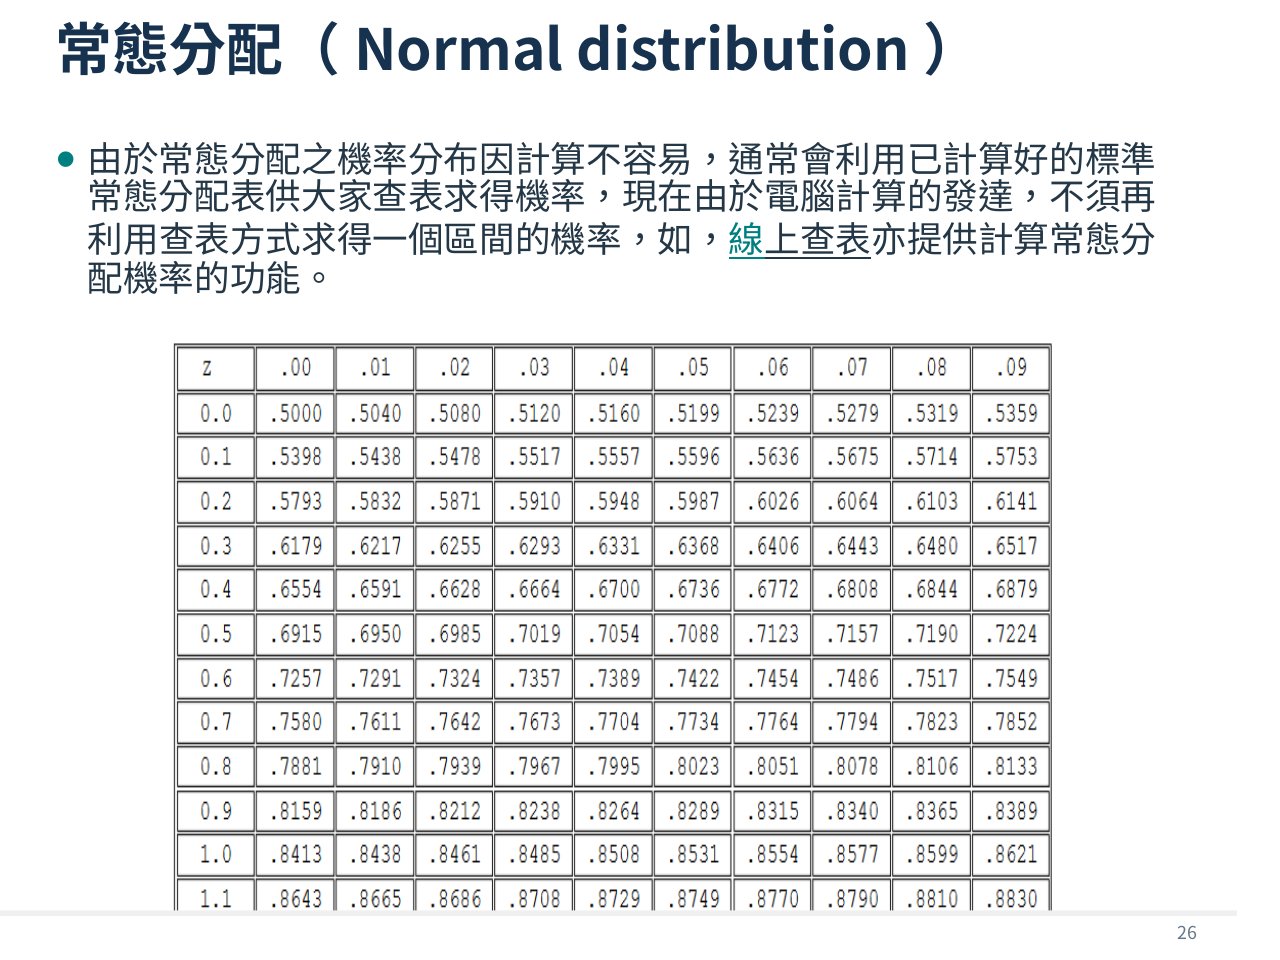 常態分配（Normal distribution）
● 由於常態分配之機率分布因計算不容易，通常會利用已計算好的標準
常態分配表供大家查表求得機率，現在由於電腦計算的發達，不須再
利用查表方式求得一個區間的機率，如，線上查表亦提供計算常態分
配機率的功能。
z .00 .01 .02 .03 .04 .05 .06 .07 .08 .09
0.0 .5000 .5040 .5080 .5120 .5160 .5199 .5239 .5279 .5319 .5359
0.1 .5398 .5438 .5478 .5517 .5557 .5596 .5636 .5675 .5714 .5753
0.2 .5793 .5832 .5871 .5910 .5948 .5987 .6026 .6064 .6103 .6141
0.3 .6179 .6217 .6255 .6293 .6331 .6368 .6406 .6443 .6480 .6517
0.4 .6554 .6591 .6628 .6664 .6700 .6736 .6772 .6808 .6844 .6879
0.5 .6915 .6950 .6985 .7019 .7054 .7088 .7123 .7157 .7190 .7224
0.6 .7257 .7291 .7324 .7357 .7389 .7422 .7454 .7486 .7517 .7549
0.7 .7580 .7611 .7642 .7673 .7704 .7734 .7764 .7794 .7823 .7852
0.8 .7881 .7910 .7939 .7967 .7995 .8023 .8051 .8078 .8106 .8133
0.9 .8159 .8186 .8212 .8238 .8264 .8289 .8315 .8340 .8365 .8389
1.0 .8413 .8438 .8461 .8485 .8508 .8531 .8554 .8577 .8599 .8621
1.1 .8643 .8665 .8686 .8708 .8729 .8749 .8770 .8790 .8810 .8830
26